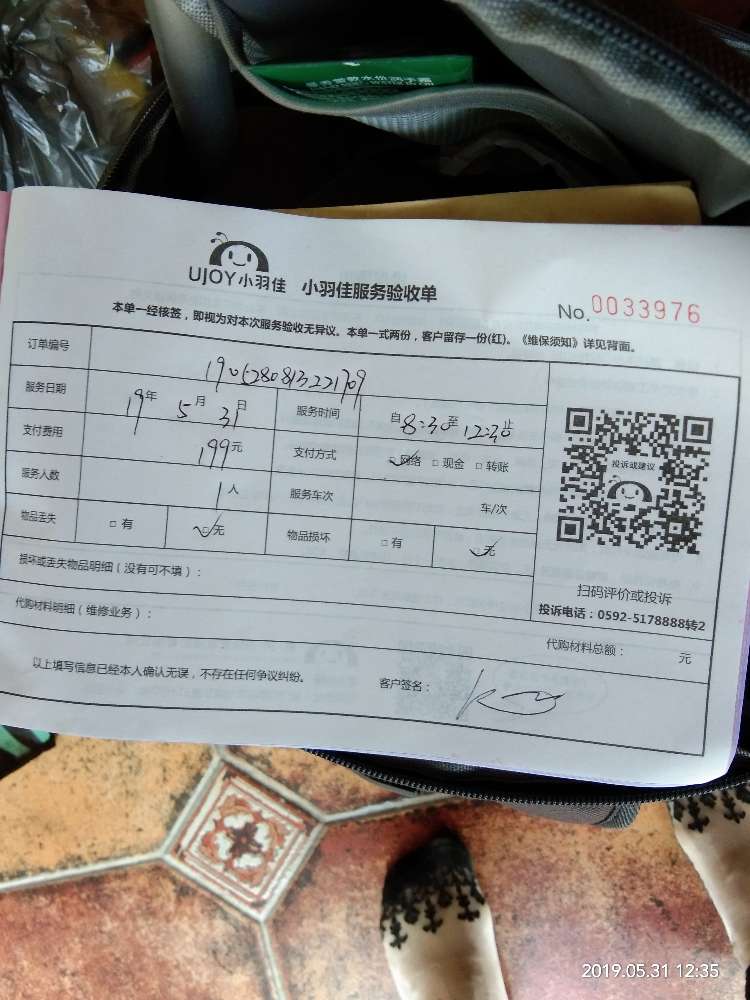 UJOY小羽佳 小羽佳服务验收单
No. 0033976
本单一经核签，即视为对本次服务验收无异议。本单一式两份，客户留存一份(红)。《维保须知》详见背面。
订单编号 1905280813221709
服务日期 19年 5月 31日 服务时间 自8:30至12:30止
支付费用 199元 支付方式 网络 □ 现金 □ 转账
服务人数 1人 服务车次 车/次
物品丢失 □ 有 □ 无 物品损坏 □ 有 无
损坏或丢失物品明细（没有可不填）：
代购材料明细（维修业务）：
代购材料总额： 元
以上填写信息已经本人确认无误，不存在任何争议纠纷。 客户签名：
投诉或建议
扫码评价或投诉
投诉电话：0592-5178888转2
2019.05.31 12:35